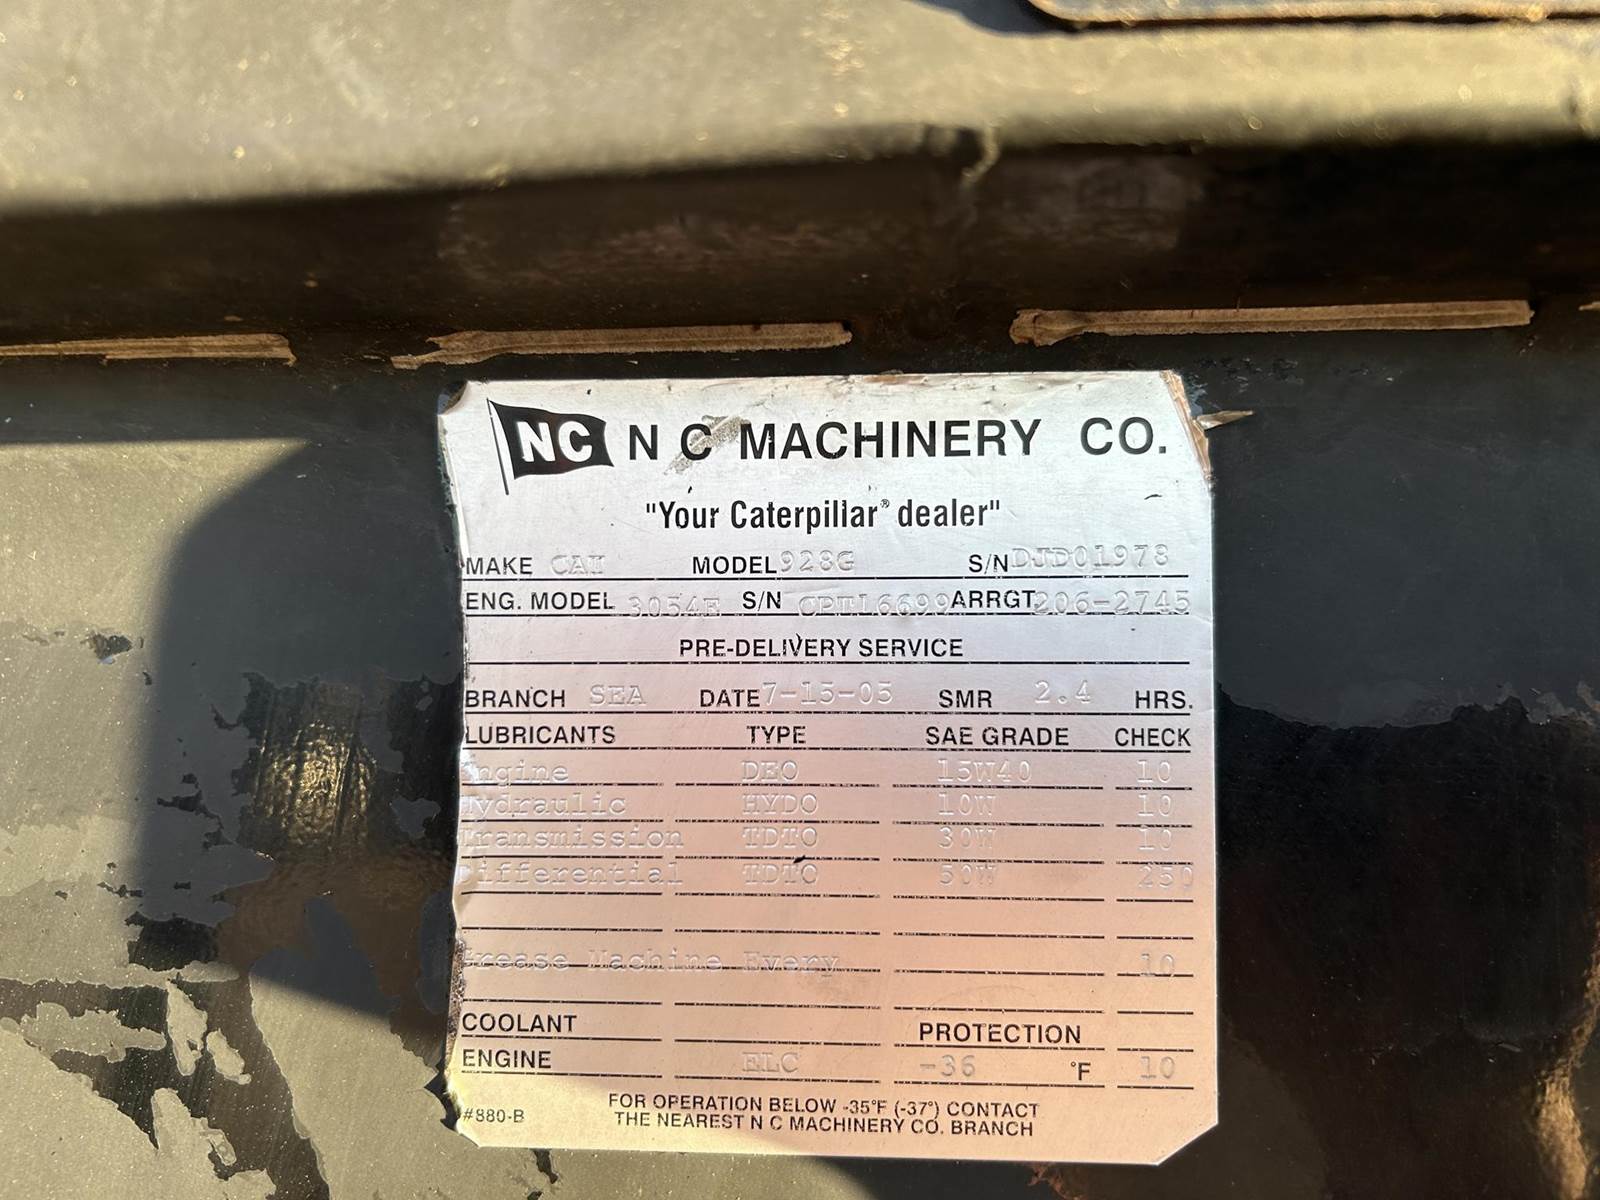 NC N C MACHINERY CO.
"Your Caterpillar® dealer"
MAKE CAT MODEL 928G S/N DJD01978
ENG. MODEL 3054E S/N ARRGT 206-2745
PRE-DELIVERY SERVICE
BRANCH SEA DATE 7-15-05 SMR 2.4 HRS.
LUBRICANTS TYPE SAE GRADE CHECK
Engine DEO 15W40 10
Hydraulic HYDO 10W 10
Transmission TDTO 30W 10
Differential TDTO 50W 250
Grease Machine Every 10
COOLANT PROTECTION
ENGINE ELC -36 °F 10
#880-B FOR OPERATION BELOW -35°F (-37°) CONTACT
THE NEAREST N C MACHINERY CO. BRANCH